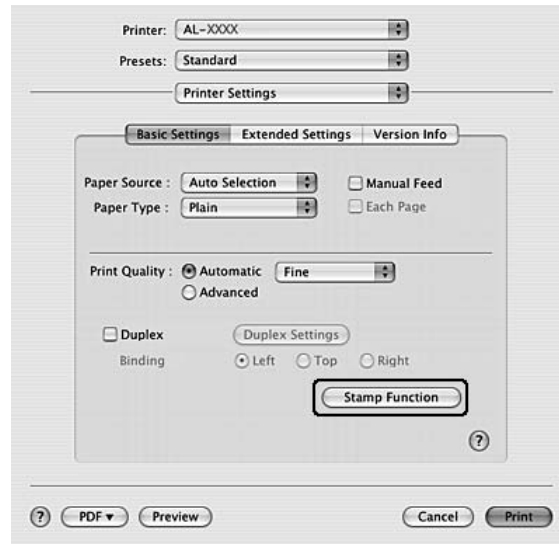 Printer: AL-XXXX
Presets: Standard
Printer Settings
Basic Settings Extended Settings Version Info
Paper Source : Auto Selection Manual Feed
Paper Type : Plain Each Page
Print Quality : Automatic Fine
Advanced
Duplex Duplex Settings
Binding Left Top Right
Stamp Function
?
? PDF ▾ Preview Cancel Print